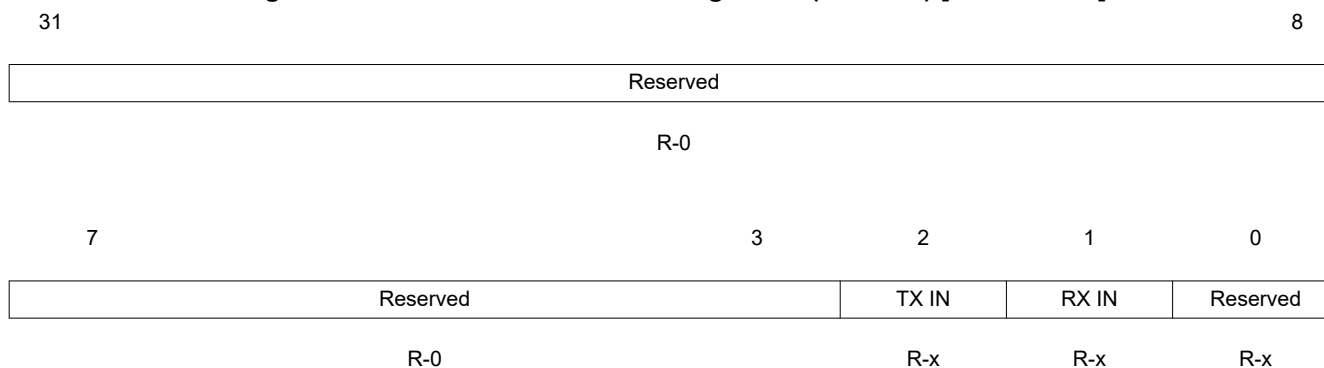 31 8
Reserved
R-0
7 3 2 1 0
Reserved TX IN RX IN Reserved
R-0 R-x R-x R-x